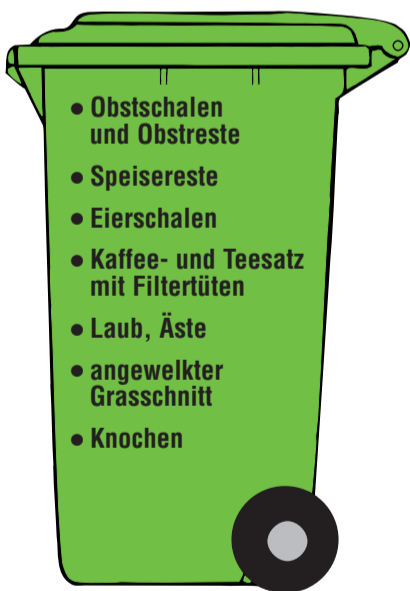 • Obstschalen
und Obstreste
• Speisereste
• Eierschalen
• Kaffee- und Teesatz
mit Filtertüten
• Laub, Äste
• angewelkter
Grasschnitt
• Knochen